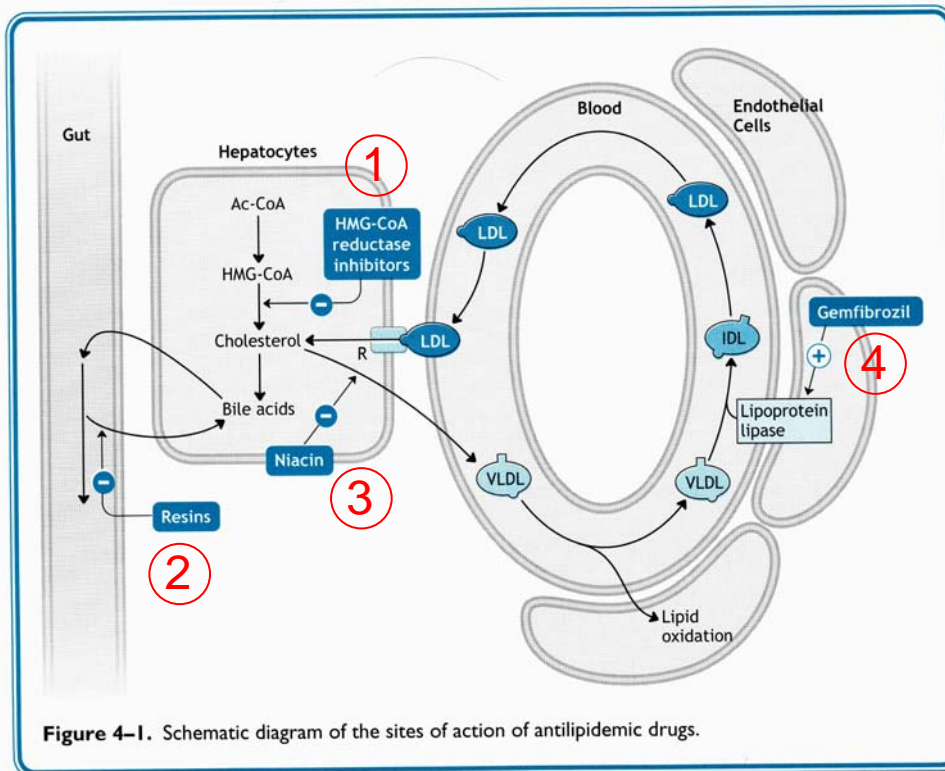 Gut
Hepatocytes
1
Ac-CoA
HMG-CoA
reductase
inhibitors
HMG-CoA
Cholesterol
R
Bile acids
Niacin
3
Resins
2
Blood
Endothelial
Cells
LDL
LDL
LDL
IDL
VLDL
VLDL
Gemfibrozil
+
4
Lipoprotein
lipase
Lipid
oxidation
Figure 4–1. Schematic diagram of the sites of action of antilipidemic drugs.